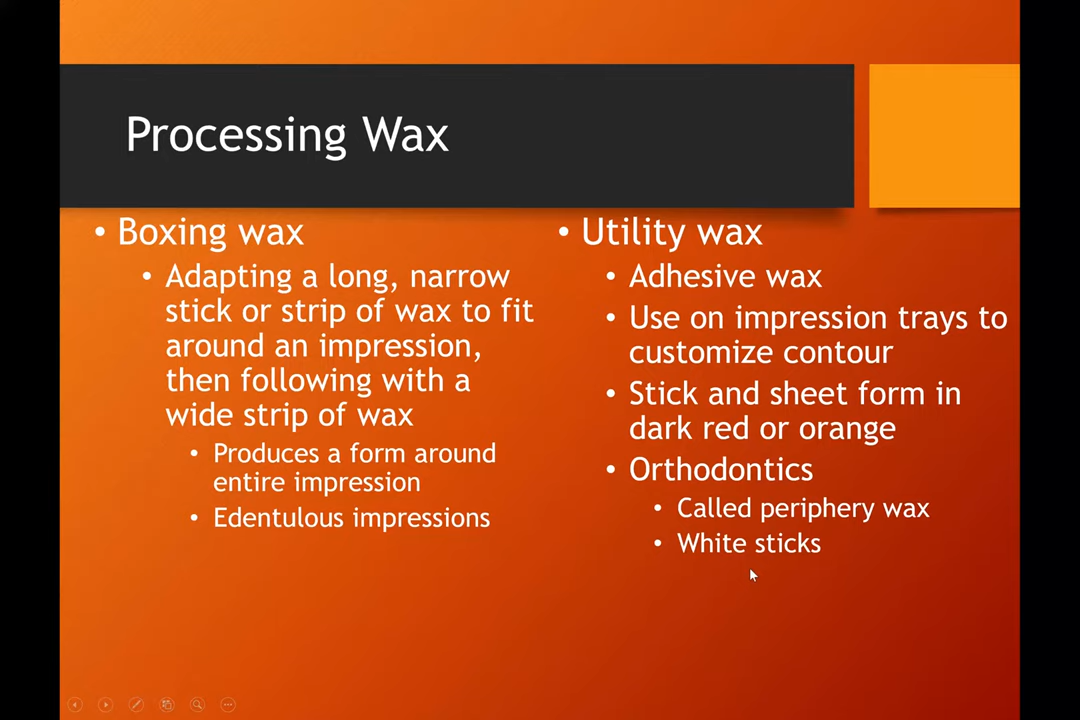 Processing Wax
• Boxing wax
• Adapting a long, narrow
stick or strip of wax to fit
around an impression,
then following with a
wide strip of wax
• Produces a form around
entire impression
• Edentulous impressions
• Utility wax
• Adhesive wax
• Use on impression trays to
customize contour
• Stick and sheet form in
dark red or orange
• Orthodontics
• Called periphery wax
• White sticks